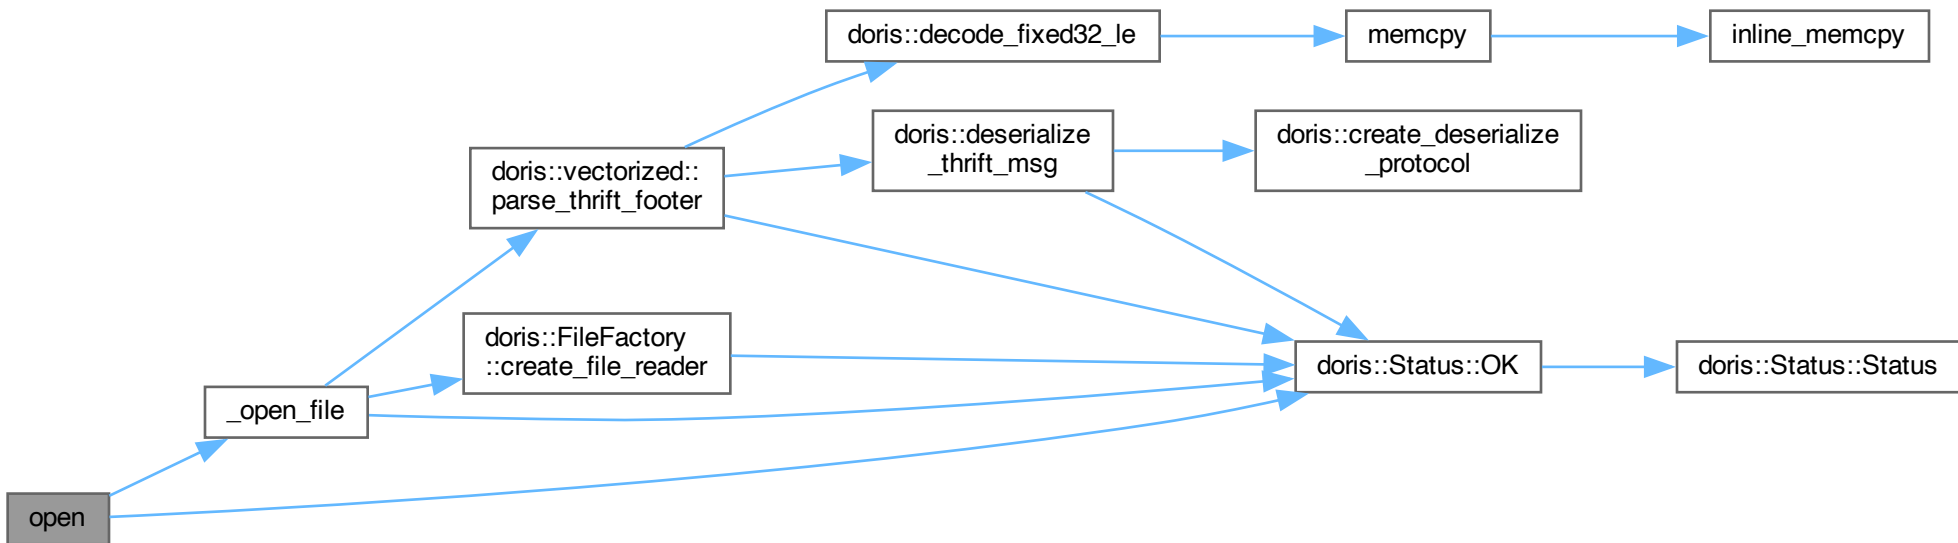 doris::decode_fixed32_le
memcpy
inline_memcpy
doris::deserialize
_thrift_msg
doris::create_deserialize
_protocol
doris::vectorized::
parse_thrift_footer
doris::FileFactory
::create_file_reader
doris::Status::OK
doris::Status::Status
_open_file
open